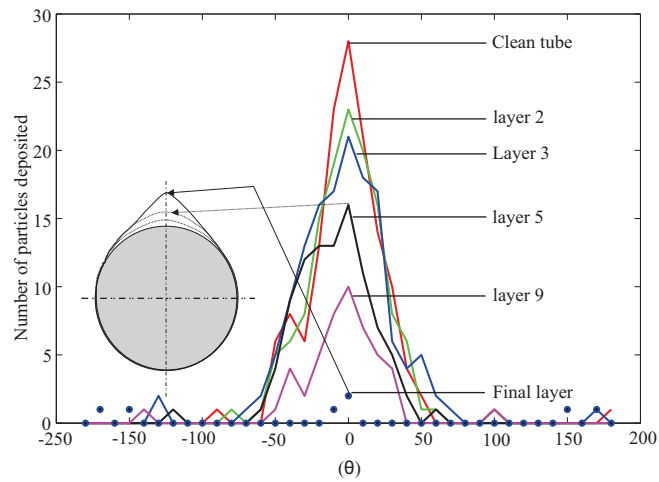 30
25
20
15
10
5
0
Number of particles deposited
Clean tube
layer 2
Layer 3
layer 5
layer 9
Final layer
-250 -150 -100 -50 0 50 100 150 200
(θ)